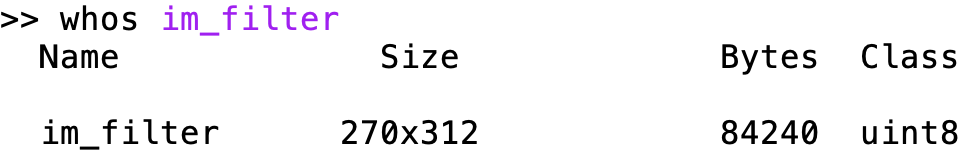 >> whos im_filter
Name Size Bytes Class
im_filter 270x312 84240 uint8